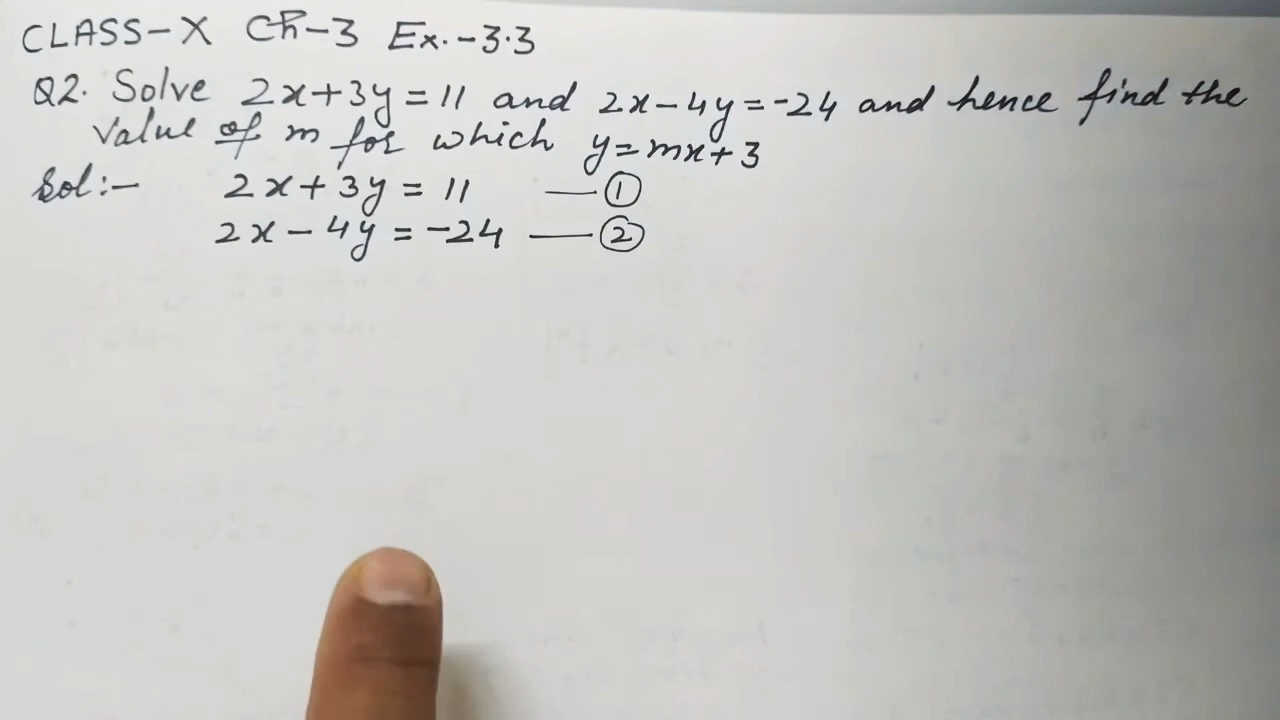 CLASS-X Ch-3 Ex.-3.3
Q2. Solve 2x+3y=11 and 2x-4y=-24 and hence find the
value of m for which y=mx+3
Sol:- 2x+3y=11 —①
2x-4y=-24 —②